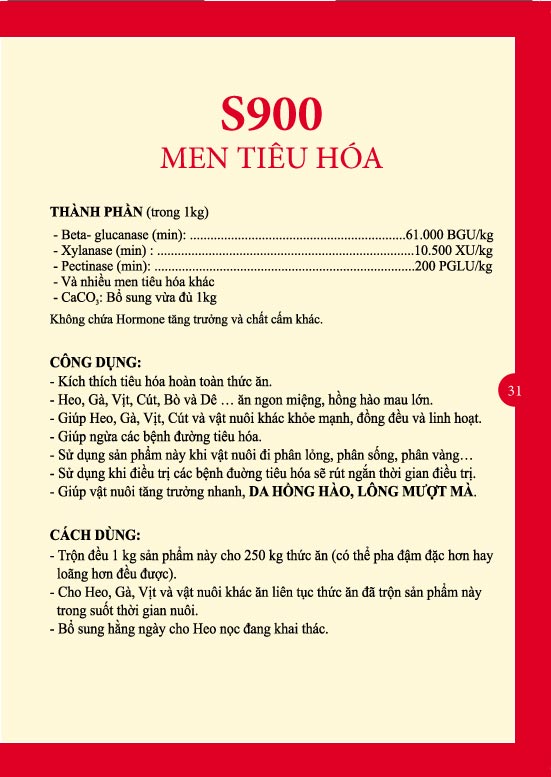 S900
MEN TIÊU HÓA
THÀNH PHẦN (trong 1kg)
- Beta- glucanase (min): ..........................................................61.000 BGU/kg
- Xylanase (min) : .....................................................................10.500 XU/kg
- Pectinase (min): ......................................................................200 PGLU/kg
- Và nhiều men tiêu hóa khác
- CaCO₃: Bổ sung vừa đủ 1kg
Không chứa Hormone tăng trưởng và chất cấm khác.
CÔNG DỤNG:
- Kích thích tiêu hóa hoàn toàn thức ăn.
- Heo, Gà, Vịt, Cút, Bò và Dê … ăn ngon miệng, hồng hào mau lớn.
31
- Giúp Heo, Gà, Vịt, Cút và vật nuôi khác khỏe mạnh, đồng đều và linh hoạt.
- Giúp ngừa các bệnh đường tiêu hóa.
- Sử dụng sản phẩm này khi vật nuôi đi phân lỏng, phân sống, phân vàng…
- Sử dụng khi điều trị các bệnh đuờng tiêu hóa sẽ rút ngắn thời gian điều trị.
- Giúp vật nuôi tăng trưởng nhanh, DA HỒNG HÀO, LÔNG MƯỢT MÀ.
CÁCH DÙNG:
- Trộn đều 1 kg sản phẩm này cho 250 kg thức ăn (có thể pha đậm đặc hơn hay
loãng hơn đều được).
- Cho Heo, Gà, Vịt và vật nuôi khác ăn liên tục thức ăn đã trộn sản phẩm này
trong suốt thời gian nuôi.
- Bổ sung hằng ngày cho Heo nọc đang khai thác.